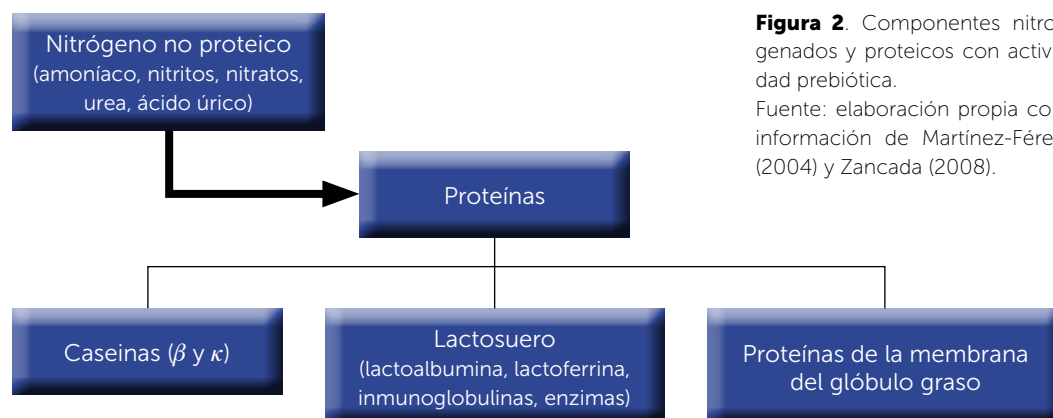 Nitrógeno no proteico
(amoníaco, nitritos, nitratos,
urea, ácido úrico)
Figura 2. Componentes nitro
genados y proteicos con activ
dad prebiótica.
Fuente: elaboración propia co
información de Martínez-Fére
(2004) y Zancada (2008).
Proteínas
Caseinas (β y κ)
Lactosuero
(lactoalbumina, lactoferrina,
inmunoglobulinas, enzimas)
Proteínas de la membrana
del glóbulo graso